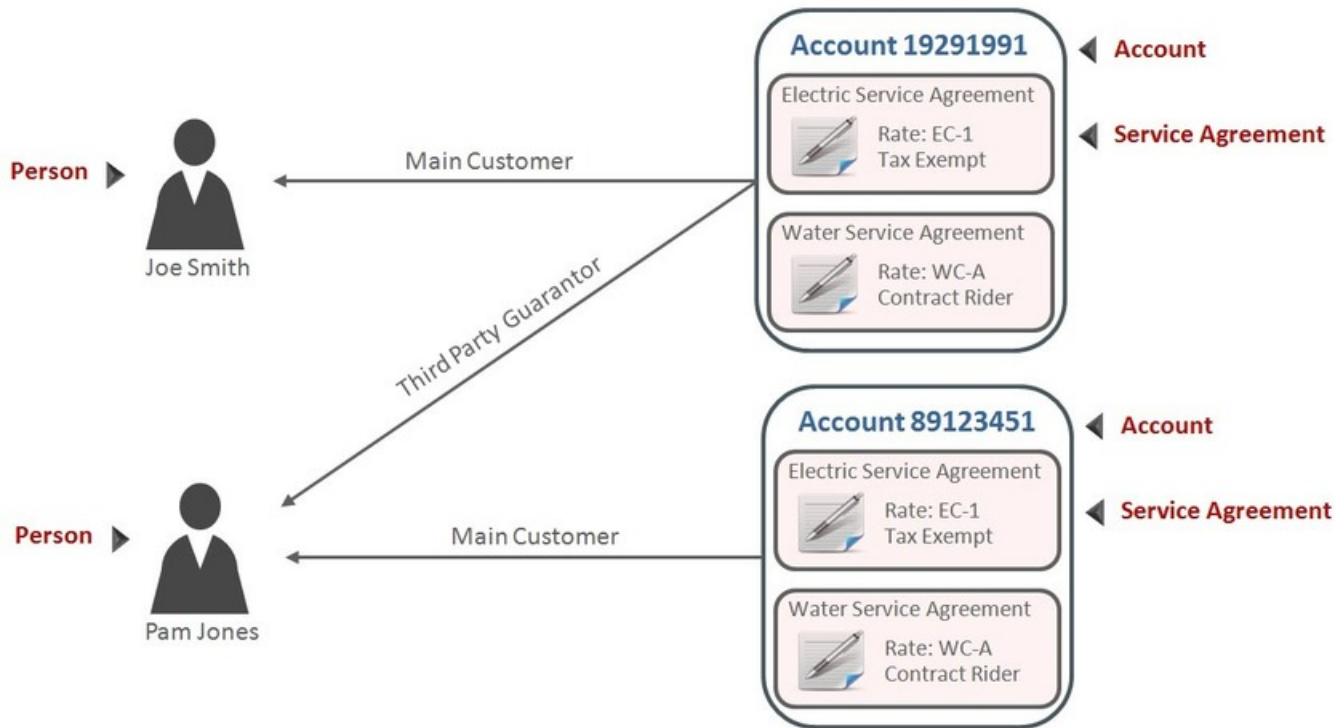 Account 19291991
Account
Electric Service Agreement
Rate: EC-1
Tax Exempt
Service Agreement
Person
Main Customer
Joe Smith
Water Service Agreement
Rate: WC-A
Contract Rider
Third Party Guarantor
Account 89123451
Account
Electric Service Agreement
Rate: EC-1
Tax Exempt
Service Agreement
Person
Main Customer
Pam Jones
Water Service Agreement
Rate: WC-A
Contract Rider